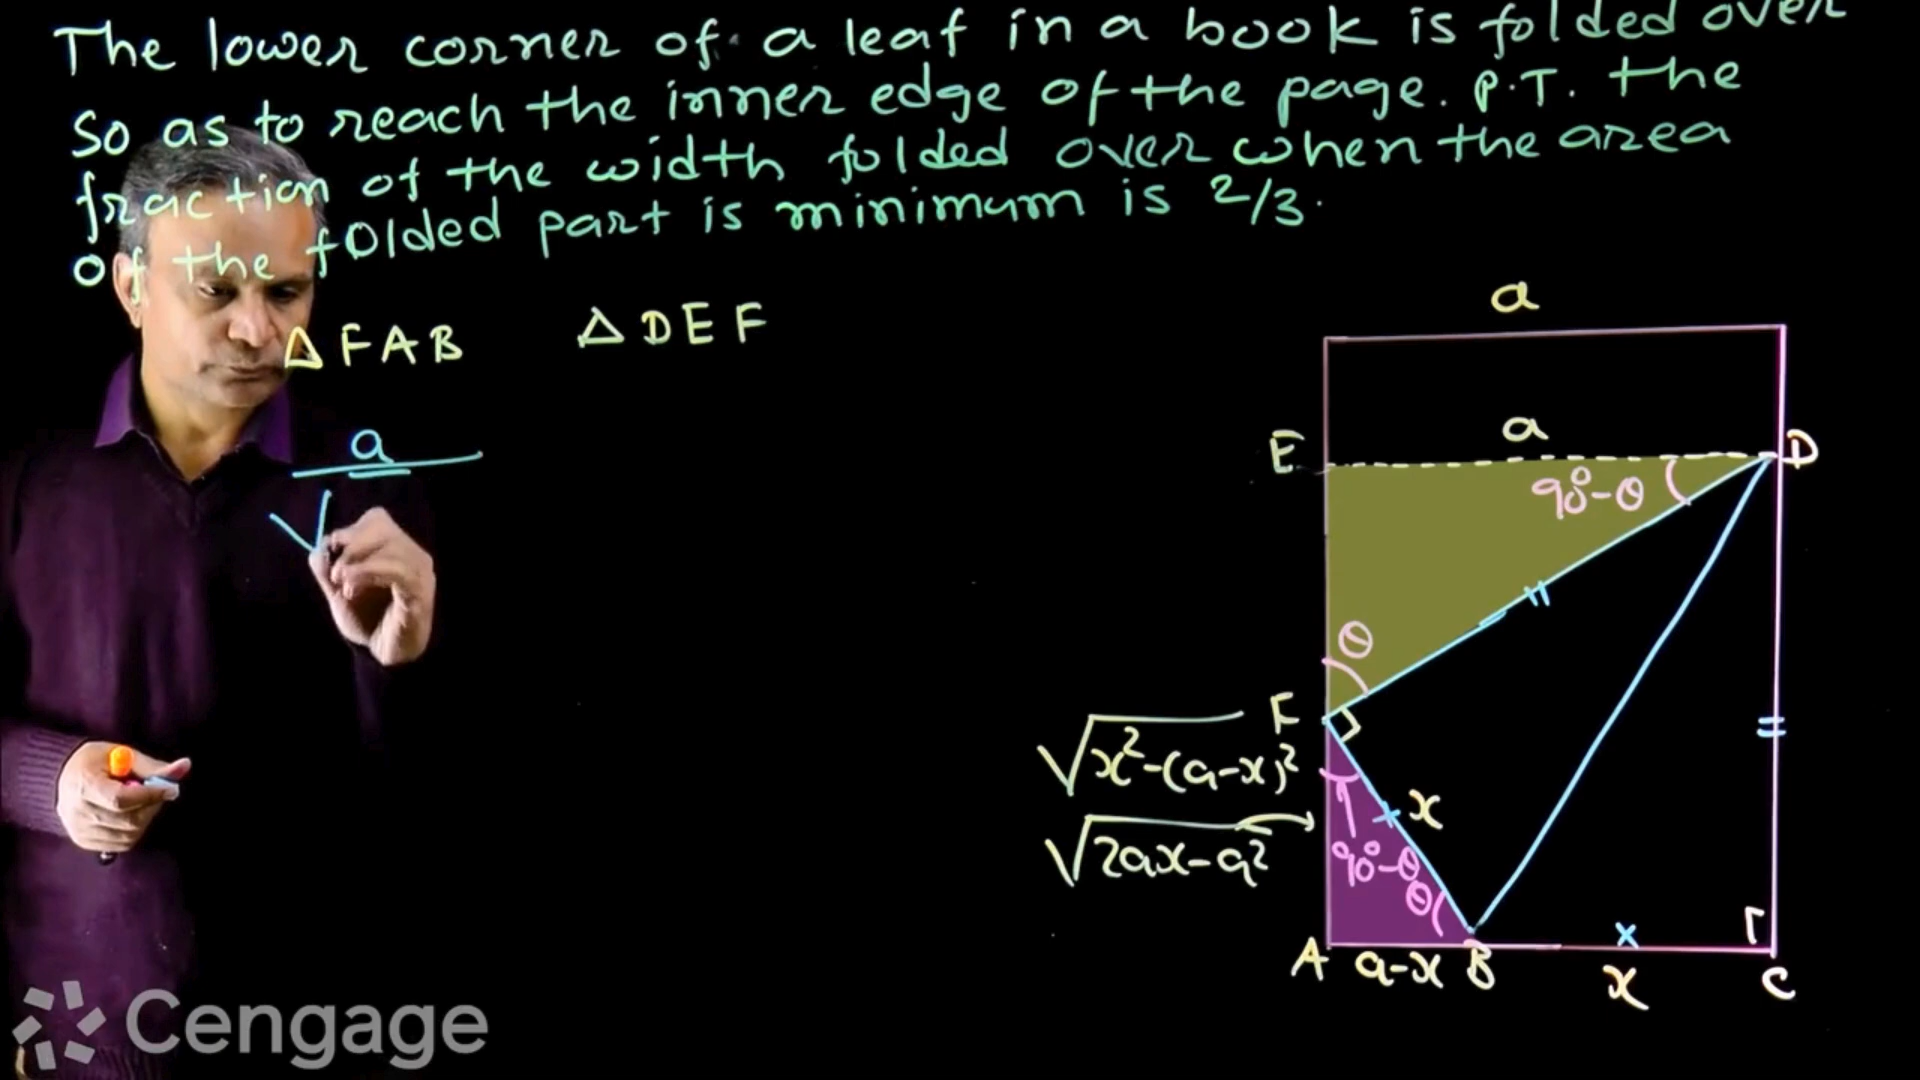 The lower corner of a leaf in a book is folded over
so as to reach the inner edge of the page. P.T. the
fraction of the width folded over when the area
of the folded part is minimum is 2/3.
△FAB △DEF
a
√
a
E
a
D
90°-θ
θ
F
√x²-(a-x)²
x
√2ax-a²
90°-θ
θ
A
a-x
B
x
C
Cengage